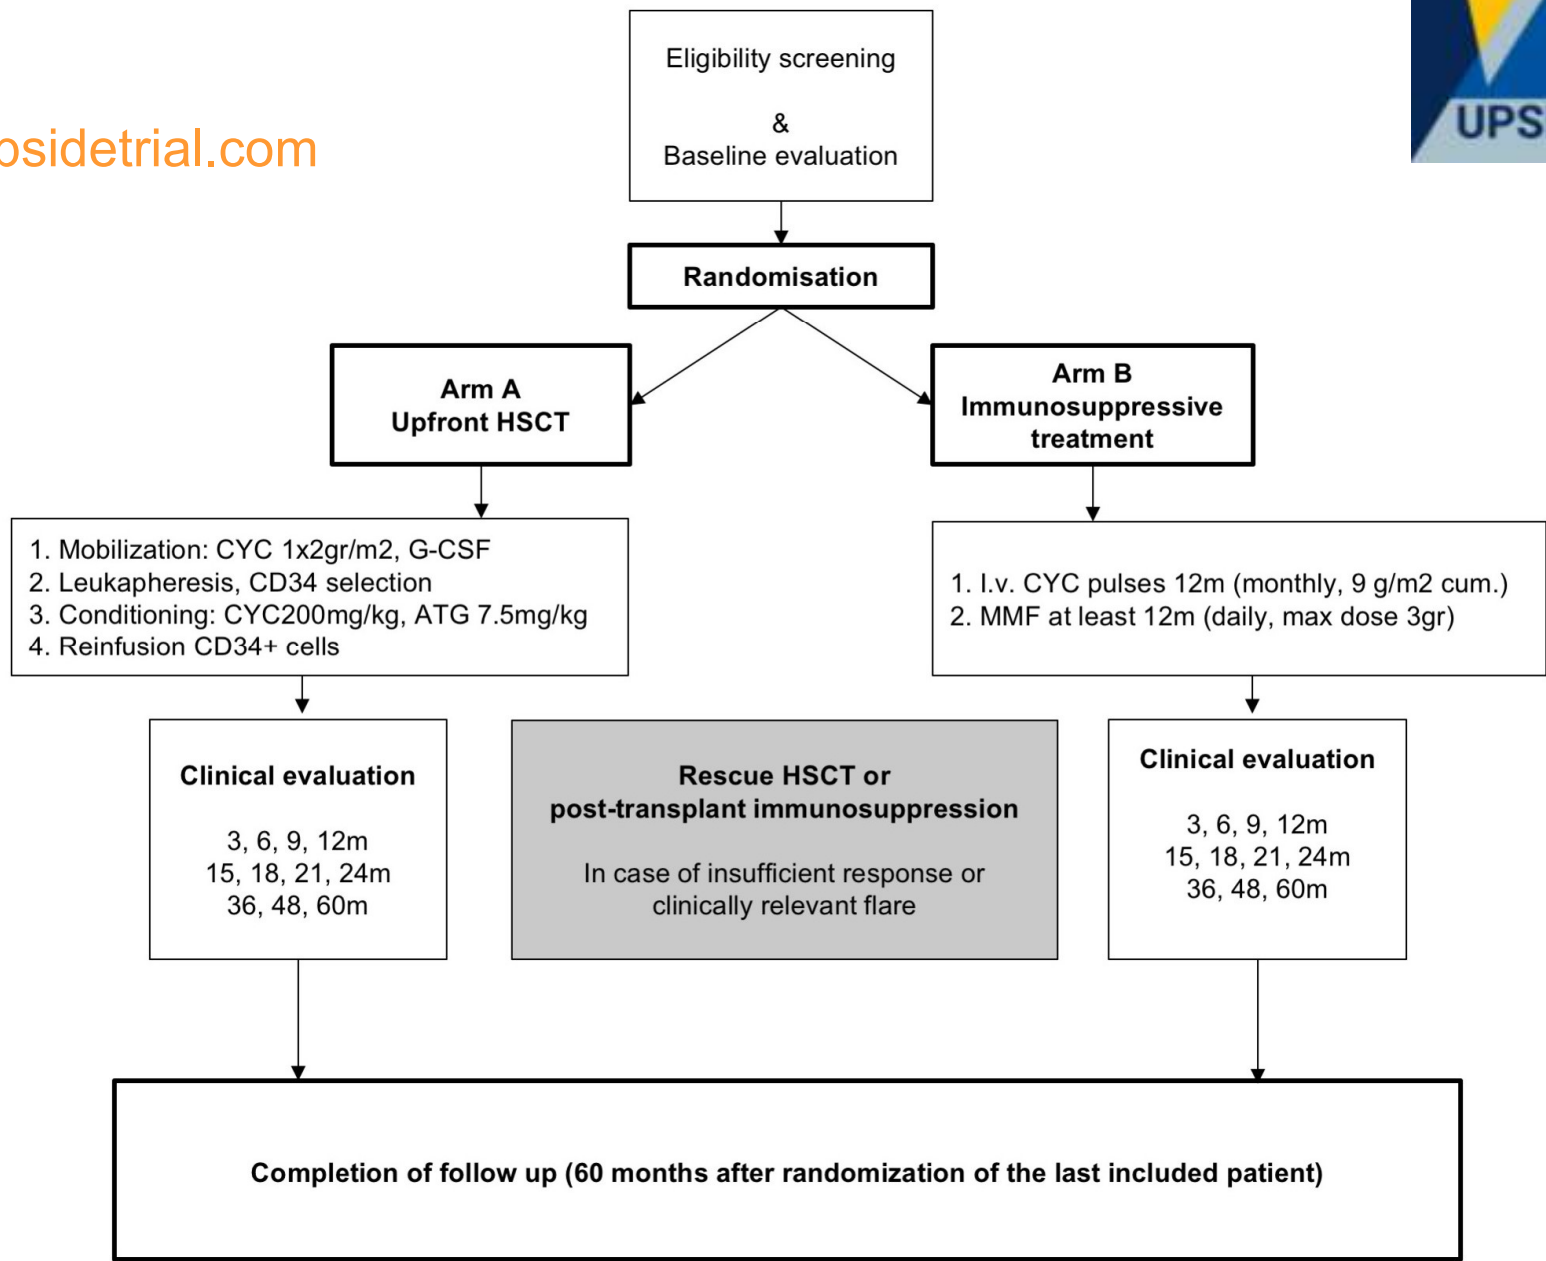 Eligibility screening
&
Baseline evaluation
psidetrial.com
UPS
Randomisation
Arm A
Upfront HSCT
Arm B
Immunosuppressive
treatment
1. Mobilization: CYC 1x2gr/m2, G-CSF
2. Leukapheresis, CD34 selection
3. Conditioning: CYC200mg/kg, ATG 7.5mg/kg
4. Reinfusion CD34+ cells
1. I.v. CYC pulses 12m (monthly, 9 g/m2 cum.)
2. MMF at least 12m (daily, max dose 3gr)
Clinical evaluation
3, 6, 9, 12m
15, 18, 21, 24m
36, 48, 60m
Rescue HSCT or
post-transplant immunosuppression
In case of insufficient response or
clinically relevant flare
Clinical evaluation
3, 6, 9, 12m
15, 18, 21, 24m
36, 48, 60m
Completion of follow up (60 months after randomization of the last included patient)